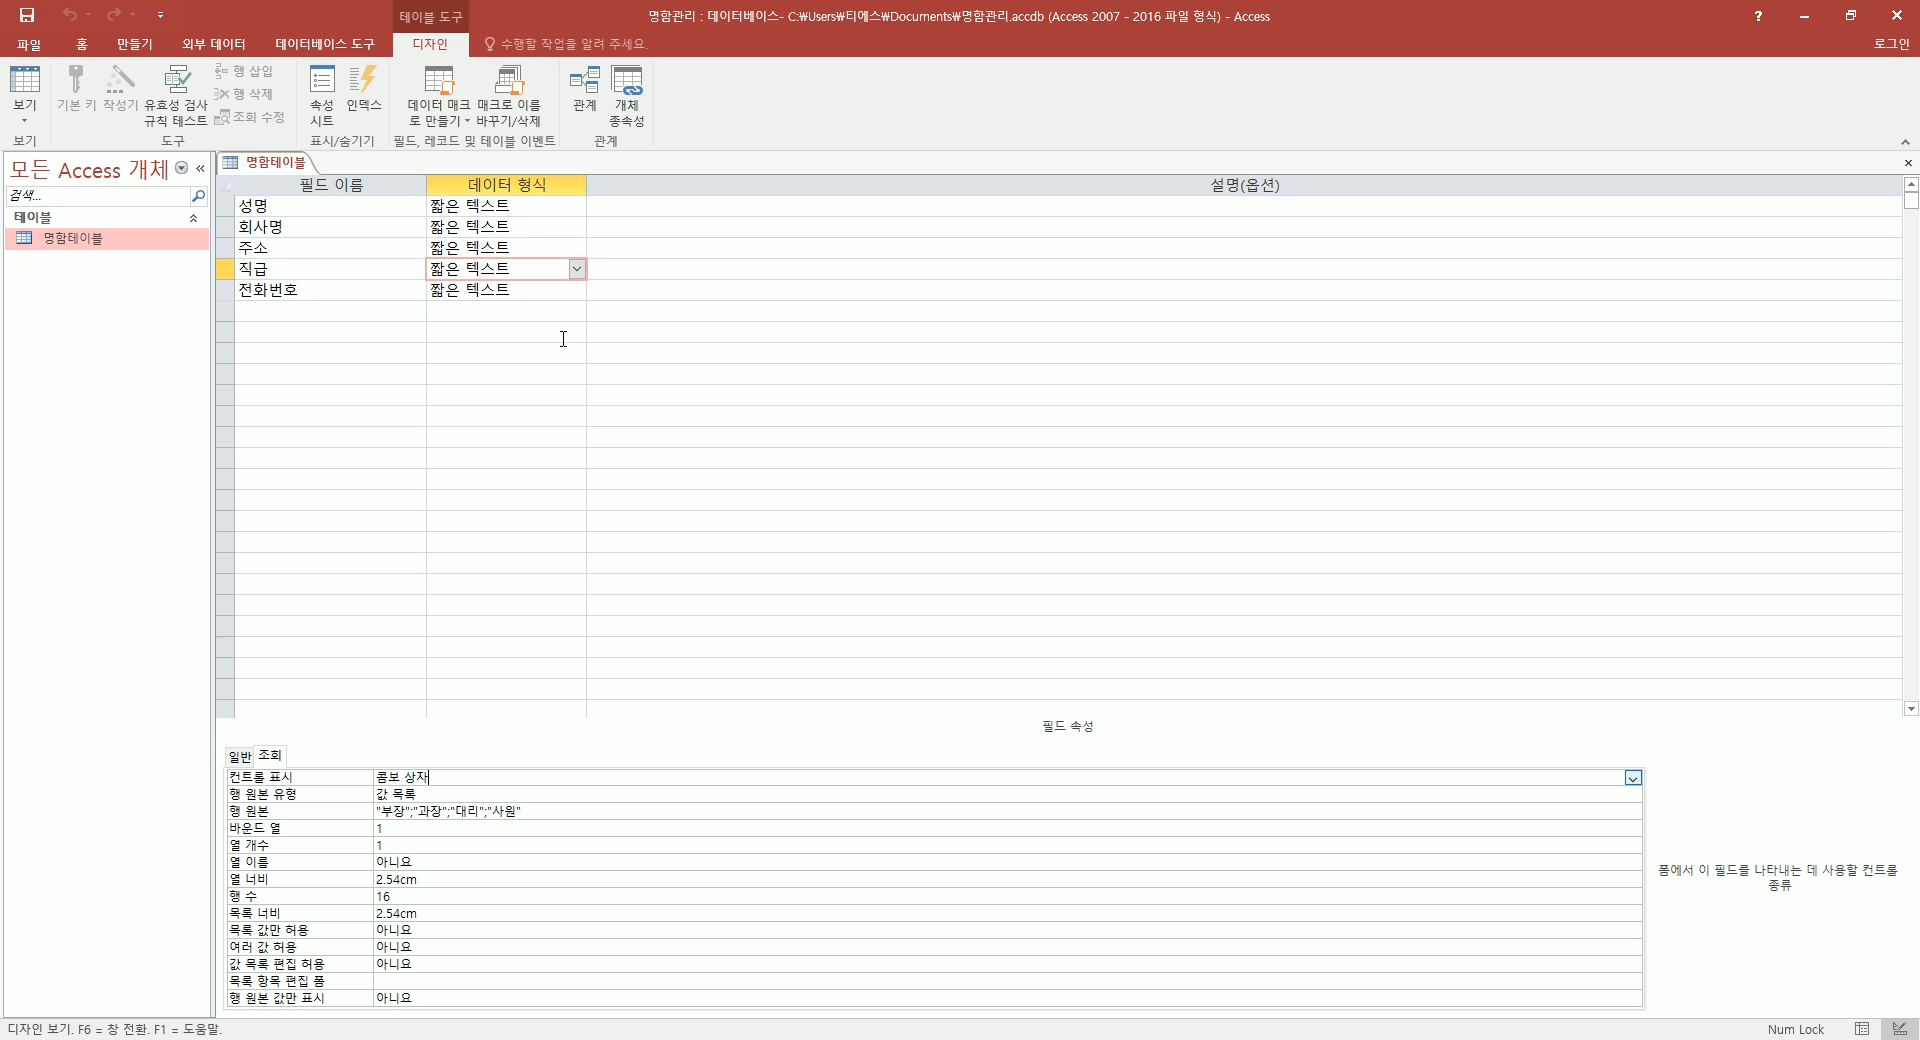 테이블 도구
명함관리 : 데이터베이스- C:₩Users₩티에스₩Documents₩명함관리.accdb (Access 2007 - 2016 파일 형식) - Access
?
파일 홈 만들기 외부 데이터 데이터베이스 도구 디자인 수행할 작업을 알려 주세요. 로그인
보기
기본 키
작성기
유효성 검사
규칙 테스트
행 삽입
행 삭제
조회 수정
속성
시트
인덱스
데이터 매크
로 만들기
매크로 이름
바꾸기/삭제
관계
개체
종속성
보기 도구 표시/숨기기 필드, 레코드 및 테이블 이벤트 관계
모든 Access 개체
검색...
테이블
명함테이블
명함테이블
필드 이름 데이터 형식 설명(옵션)
성명 짧은 텍스트
회사명 짧은 텍스트
주소 짧은 텍스트
직급 짧은 텍스트
전화번호 짧은 텍스트
필드 속성
일반 조회
컨트롤 표시 콤보 상자
행 원본 유형 값 목록
행 원본 "부장";"과장";"대리";"사원"
바운드 열 1
열 개수 1
열 이름 아니요
열 너비 2.54cm
행 수 16
목록 너비 2.54cm
목록 값만 허용 아니요
여러 값 허용 아니요
값 목록 편집 허용 아니요
목록 항목 편집 폼
행 원본 값만 표시 아니요
폼에서 이 필드를 나타내는 데 사용할 컨트롤
종류
디자인 보기. F6 = 창 전환. F1 = 도움말. Num Lock